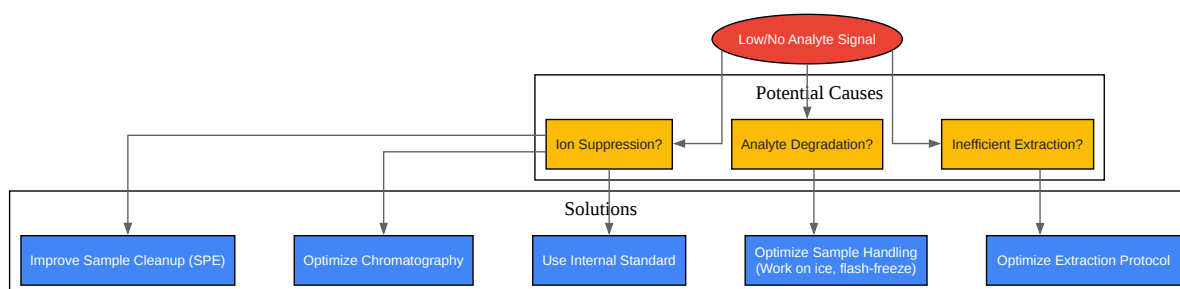 Low/No Analyte Signal
Potential Causes
Ion Suppression?
Analyte Degradation?
Inefficient Extraction?
Solutions
Improve Sample Cleanup (SPE)
Optimize Chromatography
Use Internal Standard
Optimize Sample Handling
(Work on ice, flash-freeze)
Optimize Extraction Protocol